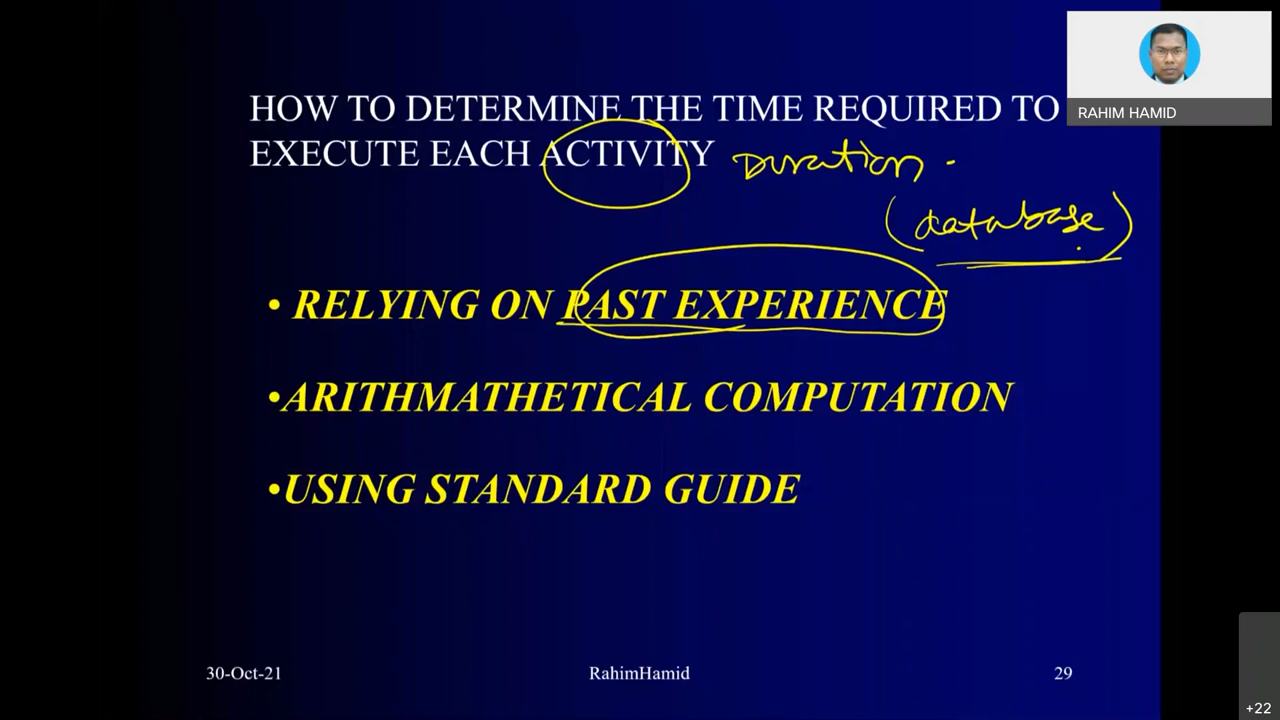 HOW TO DETERMINE THE TIME REQUIRED TO
EXECUTE EACH ACTIVITY Duration
(database)
• RELYING ON PAST EXPERIENCE
•ARITHMATHETICAL COMPUTATION
•USING STANDARD GUIDE
30-Oct-21 RahimHamid 29
RAHIM HAMID
+22